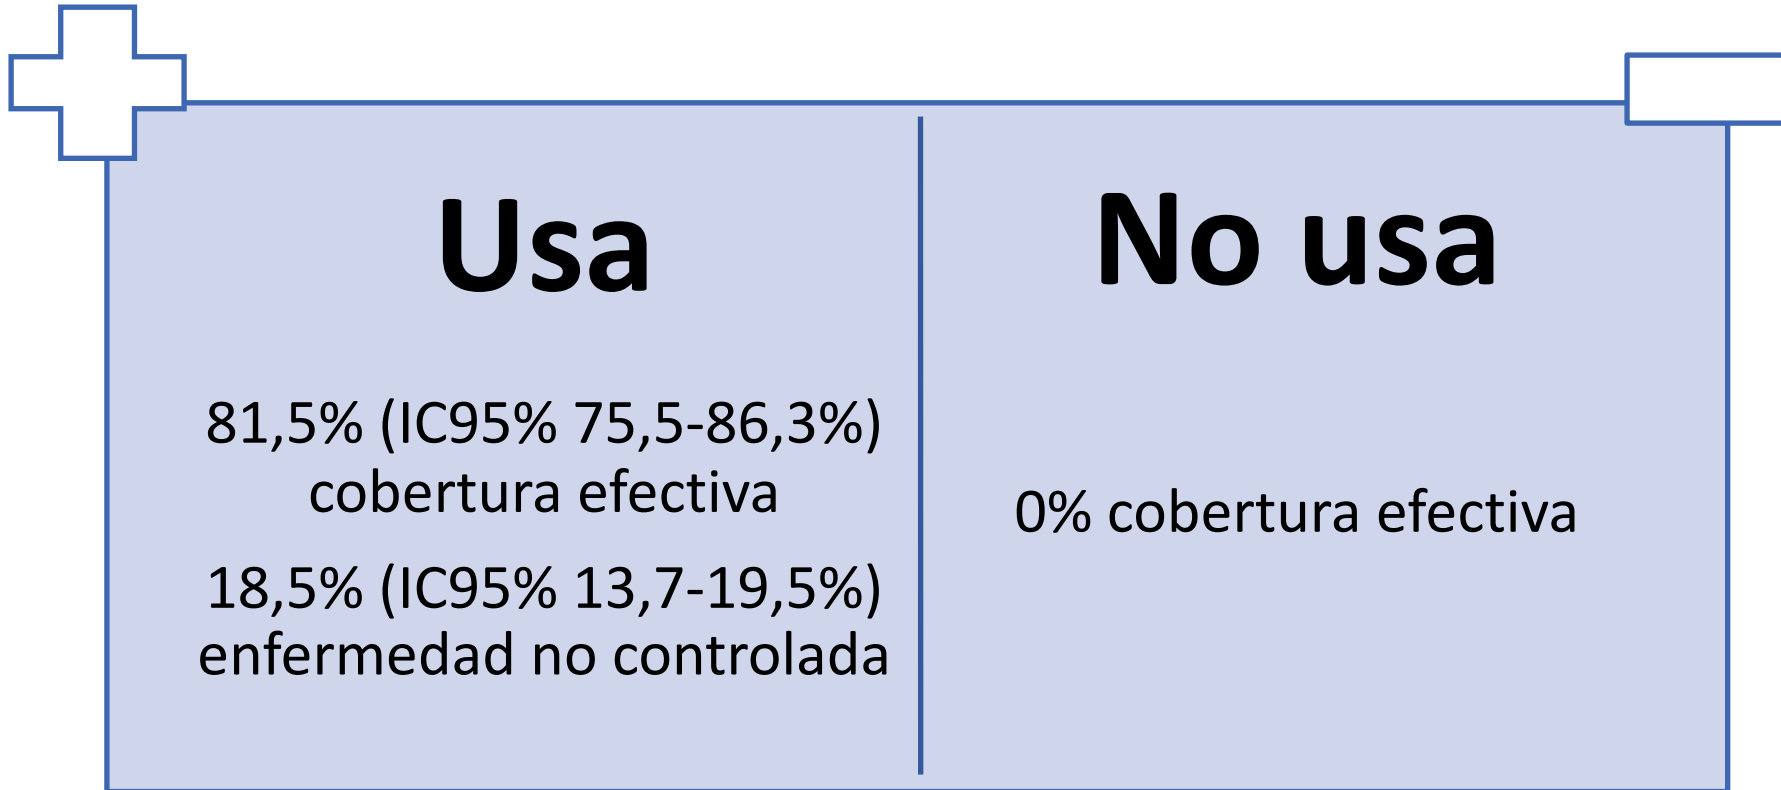 Usa
81,5% (IC95% 75,5-86,3%)
cobertura efectiva
18,5% (IC95% 13,7-19,5%)
enfermedad no controlada
No usa
0% cobertura efectiva